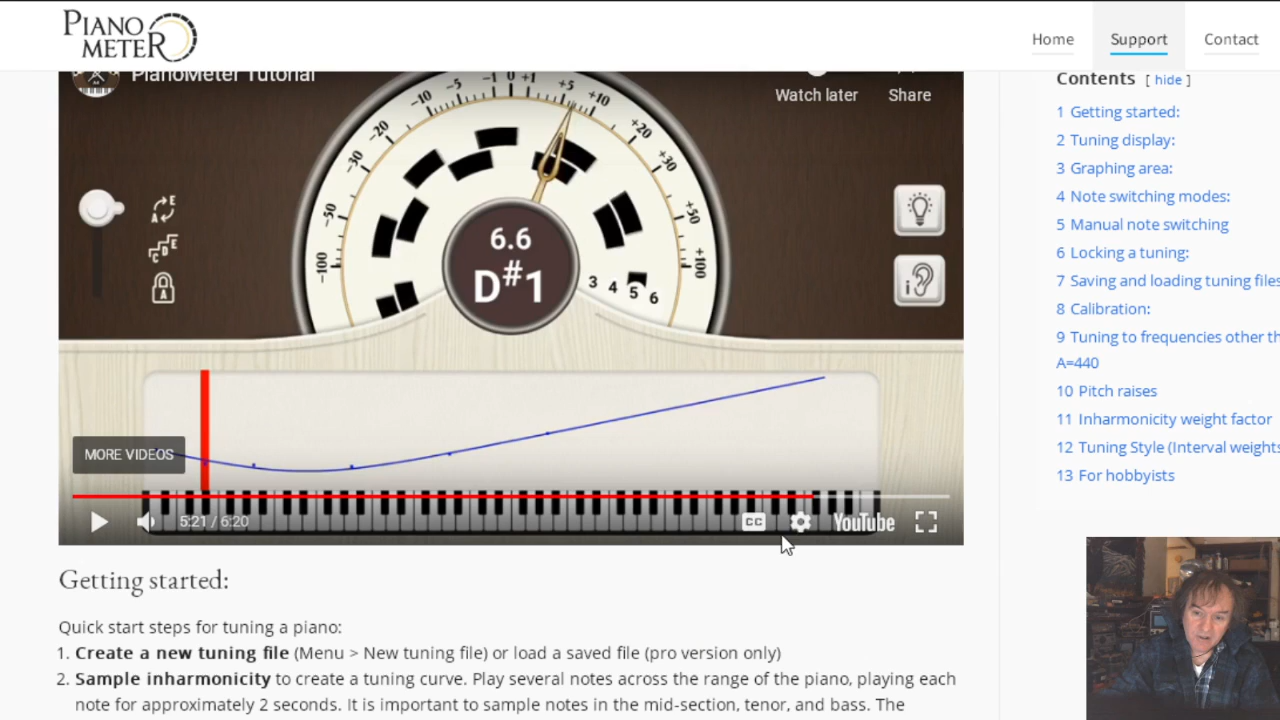 PIANO
METER
Home
Support
Contact
PianoMeter Tutorial
Watch later
Share
-100
-50
-30
-20
-10
-5
-1
0
+1
+5
+10
+20
+30
+50
+100
E
A
C D E
A
6.6
D#1
i
3 4 5 6
MORE VIDEOS
5:21 / 6:20
CC
YouTube
Contents [ hide ]
1 Getting started:
2 Tuning display:
3 Graphing area:
4 Note switching modes:
5 Manual note switching
6 Locking a tuning:
7 Saving and loading tuning files
8 Calibration:
9 Tuning to frequencies other th
A=440
10 Pitch raises
11 Inharmonicity weight factor
12 Tuning Style (Interval weights
13 For hobbyists
Getting started:
Quick start steps for tuning a piano:
1. Create a new tuning file (Menu > New tuning file) or load a saved file (pro version only)
2. Sample inharmonicity to create a tuning curve. Play several notes across the range of the piano, playing each
note for approximately 2 seconds. It is important to sample notes in the mid-section, tenor, and bass. The